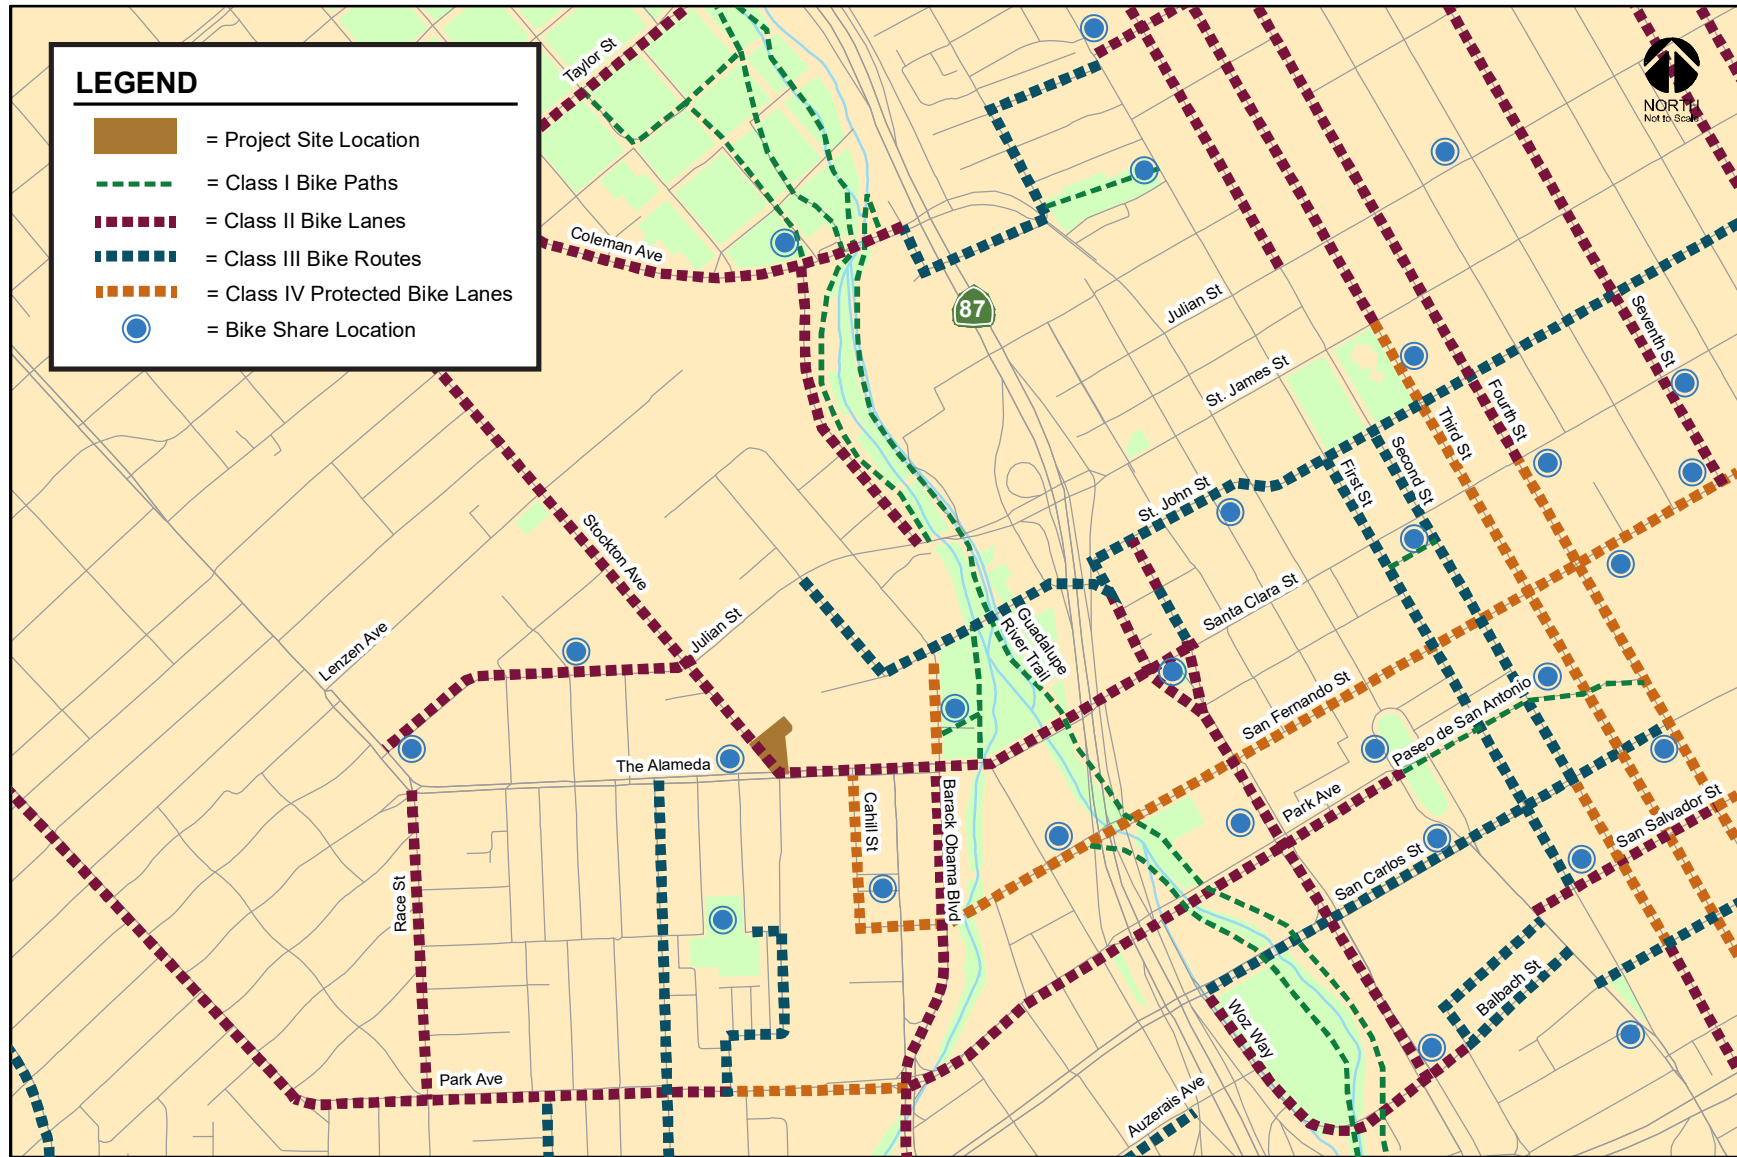 LEGEND
= Project Site Location
= Class I Bike Paths
= Class II Bike Lanes
= Class III Bike Routes
= Class IV Protected Bike Lanes
= Bike Share Location
Taylor St
NORTH
Not to Scale
Coleman Ave
87
Julian St
St. James St
Seventh St
Fourth St
Third St
Second St
First St
St. John St
Stockton Ave
Santa Clara St
Guadalupe
River Trail
Julian St
Lenzen Ave
San Fernando St
Paseo de San Antonio
The Alameda
Cahill St
Barack Obama Blvd
Park Ave
San Salvador St
San Carlos St
Race St
Balbach St
Woz Way
Park Ave
Auzerais Ave